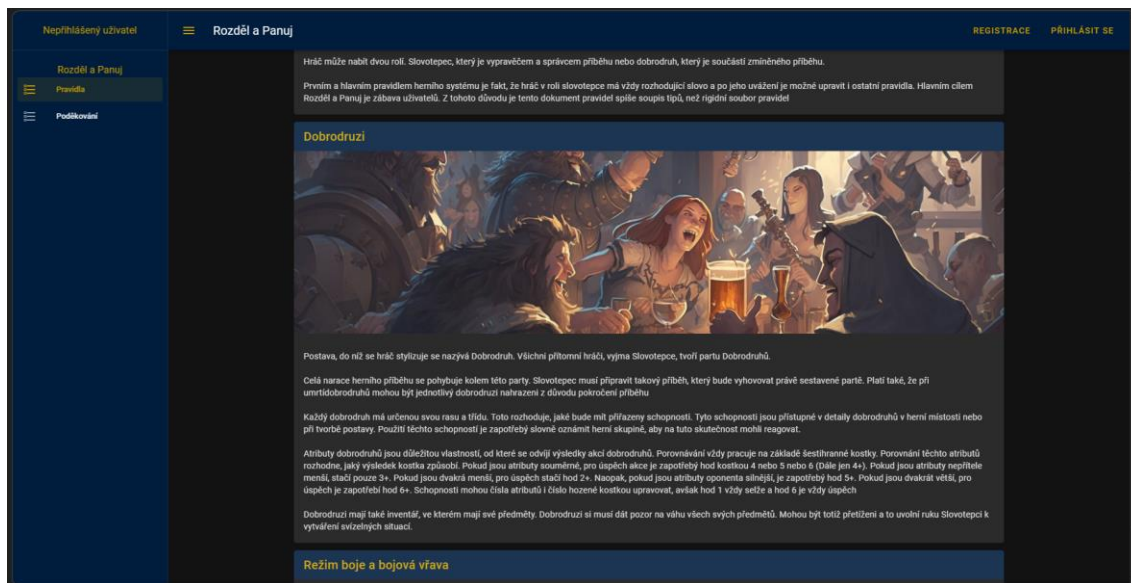 Nepřihlášený uživatel
Rozděl a Panuj
REGISTRACE
PŘIHLÁSIT SE
Rozděl a Panuj
Pravidla
Poděkování
Hráč může nabít dvou rolí. Slovotepec, který je vypravěčem a správcem příběhu nebo dobrodruh, který je součástí zmíněného příběhu.
Prvním a hlavním pravidlem herního systému je fakt, že hráč v roli slovotepce má vždy rozhodující slovo a po jeho uvážení je možné upravit i ostatní pravidla. Hlavním cílem
Rozděl a Panuj je zábava uživatelů. Z tohoto důvodu je tento dokument pravidel spíše soupis tipů, než rigidní soubor pravidel
Dobrodruzi
Postava, do níž se hráč stylizuje se nazývá Dobrodruh. Všichni přítomní hráči, vyjma Slovotepce, tvoří partu Dobrodruhů.
Celá narace herního příběhu se pohybuje kolem této party. Slovotepec musí připravit takový příběh, který bude vyhovovat právě sestavené partě. Platí také, že při
umrtídobrodruhů mohou být jednotlivý dobrodruzi nahrazeni z důvodu pokročení příběhu
Každý dobrodruh má určenou svou rasu a třídu. Toto rozhoduje, jaké bude mít přiřazeny schopnosti. Tyto schopnosti jsou přístupné v detaily dobrodruhů v herní místosti nebo
při tvorbě postavy. Použití těchto schopností je zapotřebý slovně oznámit herní skupině, aby na tuto skutečnost mohli reagovat.
Atributy dobrodruhů jsou důležitou vlastností, od které se odvíjí výsledky akcí dobrodruhů. Porovnávání vždy pracuje na základě šestihranné kostky. Porovnání těchto atributů
rozhodne, jaký výsledek kostka způsobí. Pokud jsou atributy souměrné, pro úspěch akce je zapotřebý hod kostkou 4 nebo 5 nebo 6 (Dále jen 4+). Pokud jsou atributy nepřítele
menší, stačí pouze 3+. Pokud jsou dvakrá menší, pro úspěch stačí hod 2+. Naopak, pokud jsou atributy oponenta silnější, je zapotřebý hod 5+. Pokud jsou dvakrát větší, pro
úspěch je zapotřebí hod 6+. Schopnosti mohou čísla atributů i číslo hozené kostkou upravovat, avšak hod 1 vždy selže a hod 6 je vždy úspěch
Dobrodruzi mají také inventář, ve kterém mají své předměty. Dobrodruzi si musí dát pozor na váhu všech svých předmětů. Mohou být totiž přetíženi a to uvolní ruku Slovotepci k
vytváření svízelných situací.
Režim boje a bojová vřava